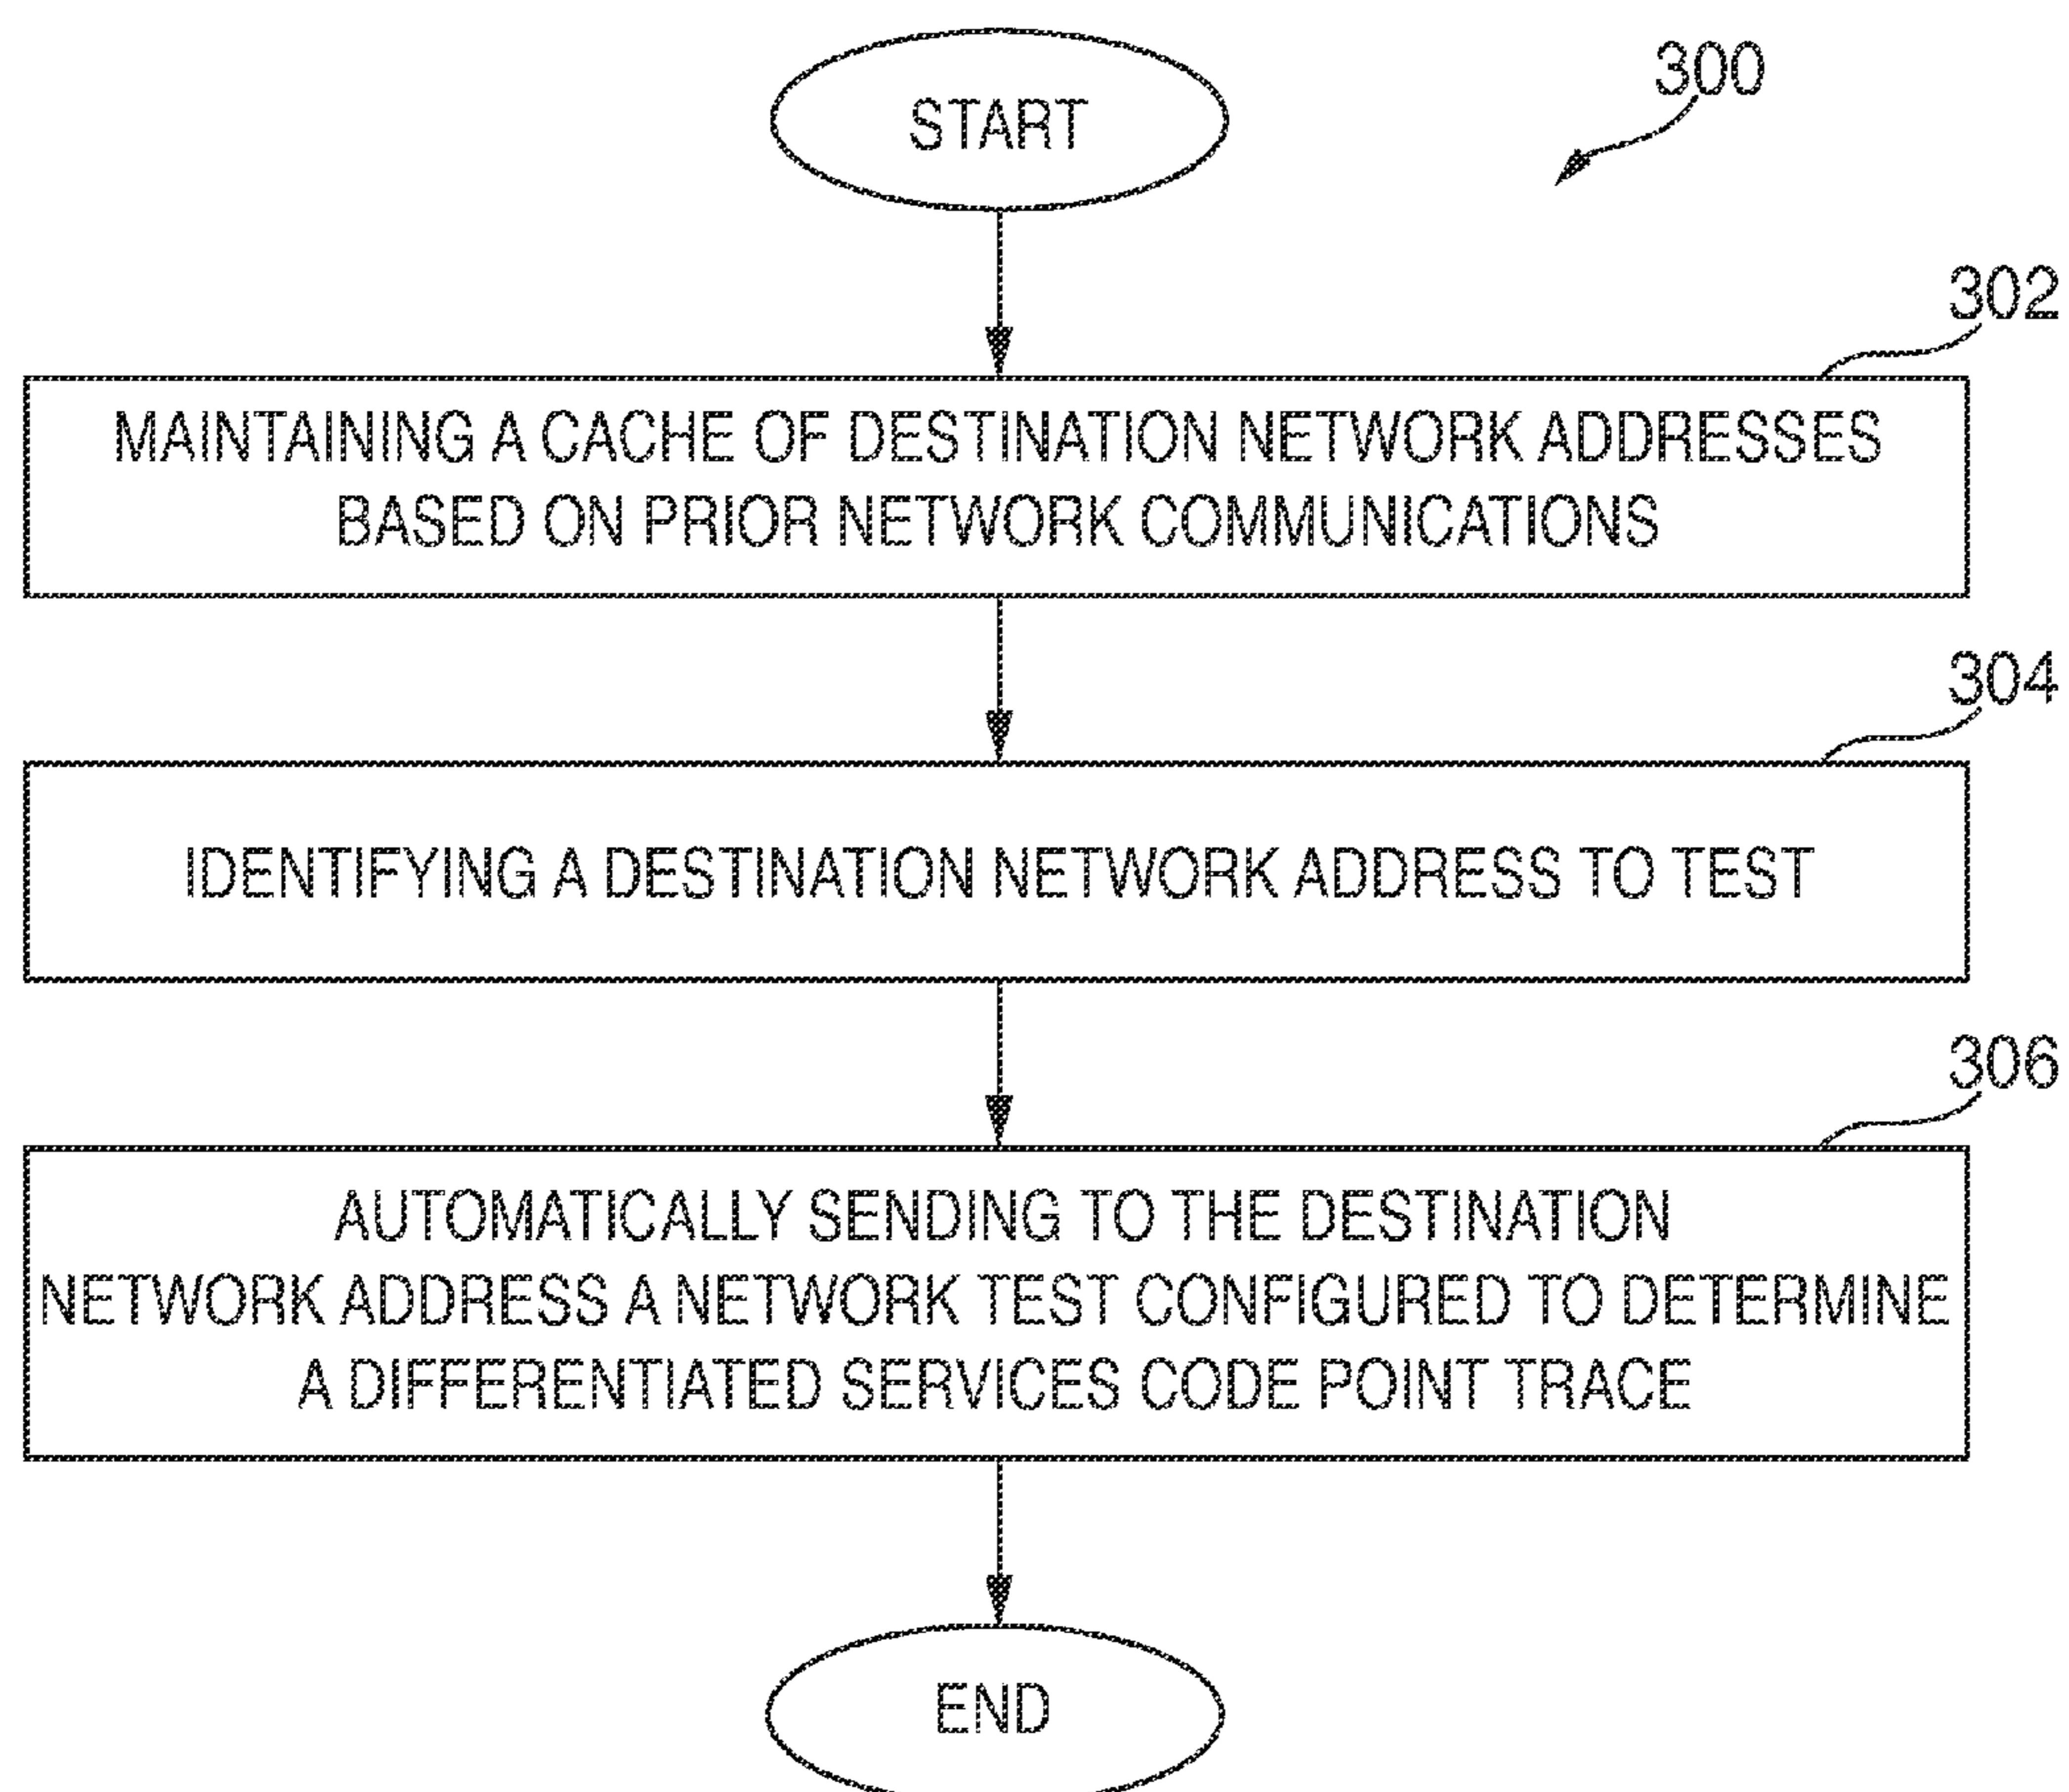 START
300
302
MAINTAINING A CACHE OF DESTINATION NETWORK ADDRESSES
BASED ON PRIOR NETWORK COMMUNICATIONS
304
IDENTIFYING A DESTINATION NETWORK ADDRESS TO TEST
306
AUTOMATICALLY SENDING TO THE DESTINATION
NETWORK ADDRESS A NETWORK TEST CONFIGURED TO DETERMINE
A DIFFERENTIATED SERVICES CODE POINT TRACE
END